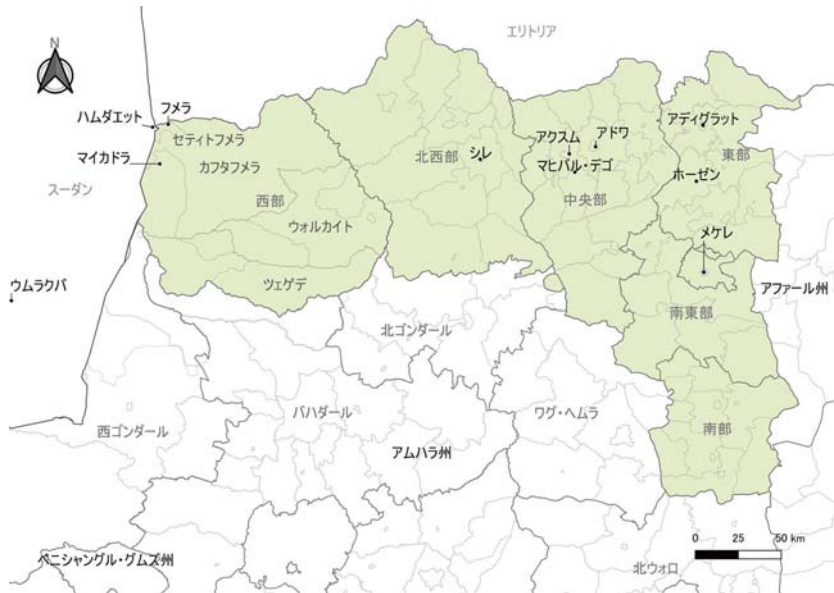 エリトリア
N
フメラ
ハムダエット
セティトフメラ
マイカドラ
カフタフメラ
スーダン
西部
ウォルカイト
ウムラクバ
ツェゲデ
北西部
シレ
アクスム
アドワ
マヒバル・デゴ
中央部
アディグラット
東部
ホーゼン
メケレ
アファール州
南東部
北ゴンダール
西ゴンダール
バハダール
ワグ・ヘムラ
アムハラ州
南部
ベニシャングル・グムズ州
北ウォロ
0 25 50 km